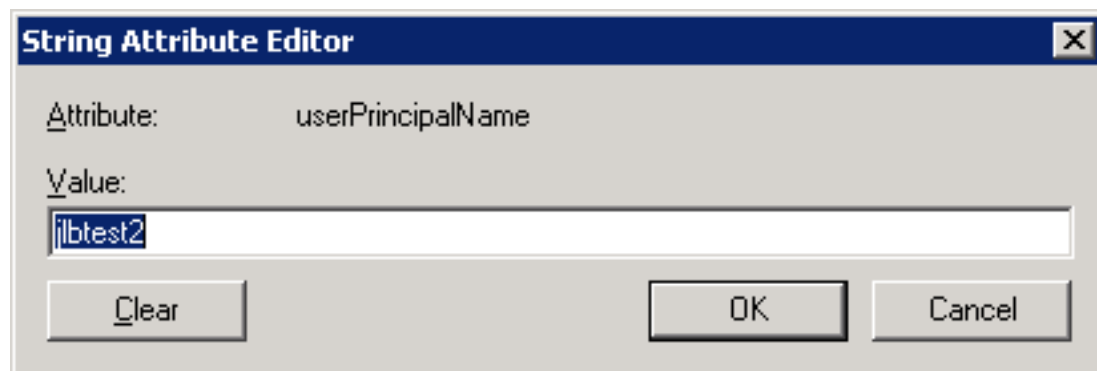 String Attribute Editor
Attribute: userPrincipalName
Value:
jlbtest2
Clear OK Cancel